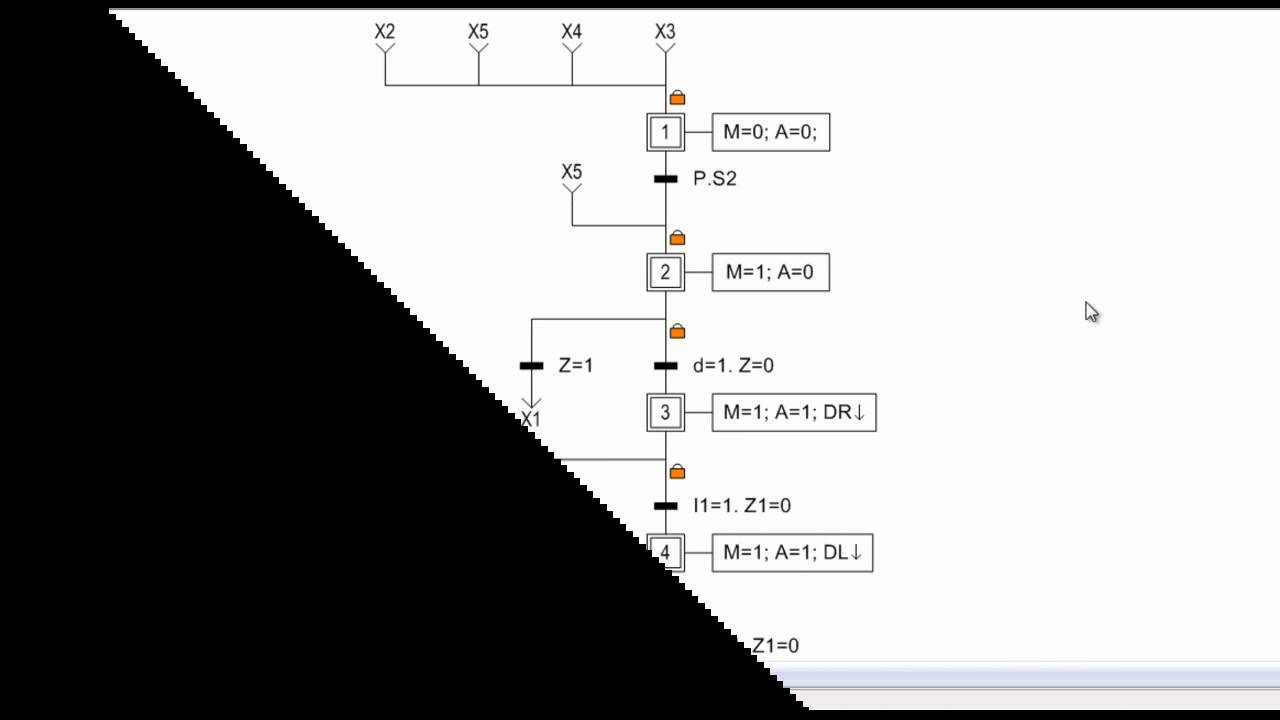 X2 X5 X4 X3
1 M=0; A=0;
X5 P.S2
2 M=1; A=0
Z=1 d=1. Z=0
3 M=1; A=1; DR↓
X1
I1=1. Z1=0
4 M=1; A=1; DL↓
Z1=0